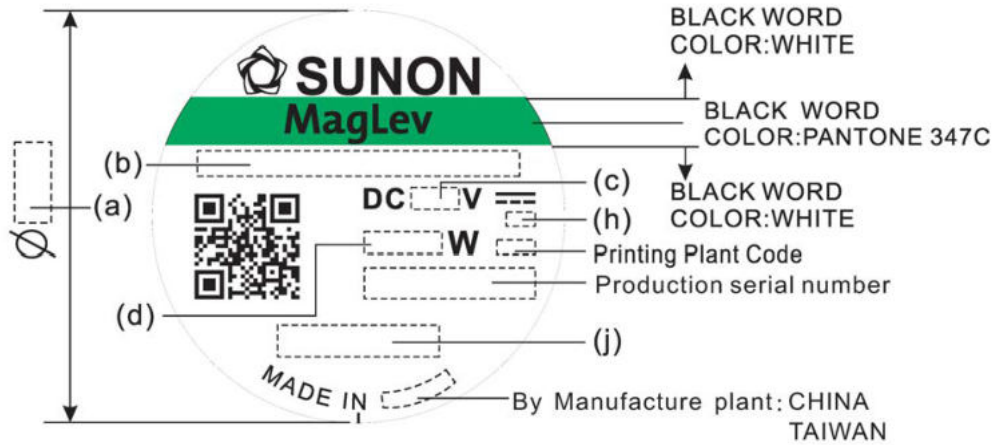 BLACK WORD
COLOR:WHITE
SUNON
MagLev
BLACK WORD
COLOR:PANTONE 347C
(b)
(c)
DC V
BLACK WORD
COLOR:WHITE
(a)
(h)
Ø
W
Printing Plant Code
Production serial number
(d)
(j)
MADE IN
By Manufacture plant: CHINA
TAIWAN